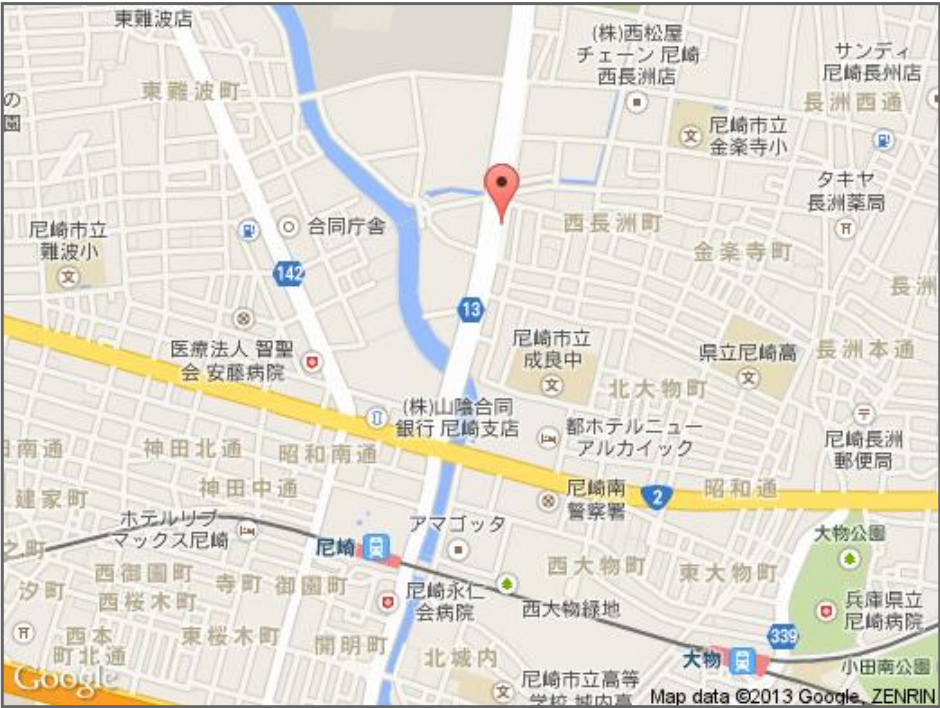 東難波店
(株)西松屋
チェーン 尼崎
西長洲店
サンディ
尼崎長州店
東難波町
長洲西通
の
園
尼崎市立
金楽寺小
タキヤ
長洲薬局
尼崎市立
難波小
合同庁舎
西長洲町
金楽寺町
142
長洲
13
医療法人 智聖
会 安藤病院
尼崎市立
成良中
県立尼崎高
長洲本通
北大物町
(株)山陰合同
銀行 尼崎支店
都ホテルニュー
アルカイック
尼崎長洲
郵便局
田南通
神田北通
昭和南通
建家町
神田中通
尼崎南
警察署
2
昭和通
ホテルリブ
マックス尼崎
アマゴッタ
尼崎
大物公園
之町
西御園町
寺町
御園町
西大物町
東大物町
汐町
西桜木町
尼崎永仁
会病院
西大物緑地
兵庫県立
尼崎病院
西本
町北通
東桜木町
開明町
339
北城内
大物
小田南公園
尼崎市立高等
学校 城内高
Google
Map data ©2013 Google, ZENRIN